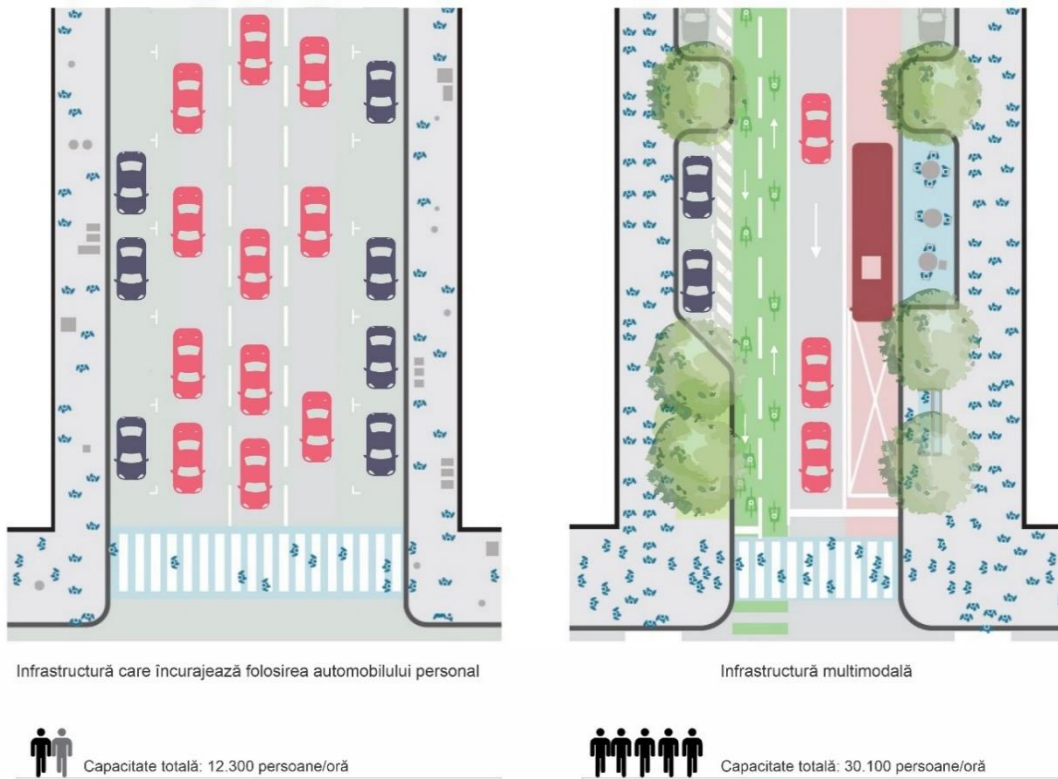 Infrastructură care încurajează folosirea automobilului personal
Infrastructură multimodală
Capacitate totală: 12.300 persoane/oră
Capacitate totală: 30.100 persoane/oră